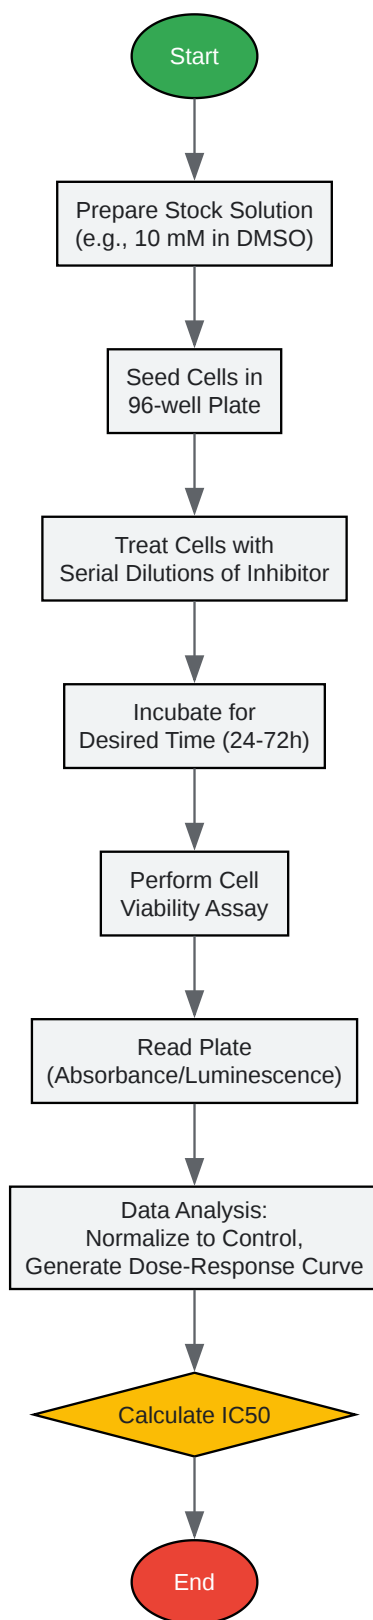 Start
Prepare Stock Solution
(e.g., 10 mM in DMSO)
Seed Cells in
96-well Plate
Treat Cells with
Serial Dilutions of Inhibitor
Incubate for
Desired Time (24-72h)
Perform Cell
Viability Assay
Read Plate
(Absorbance/Luminescence)
Data Analysis:
Normalize to Control,
Generate Dose-Response Curve
Calculate IC50
End